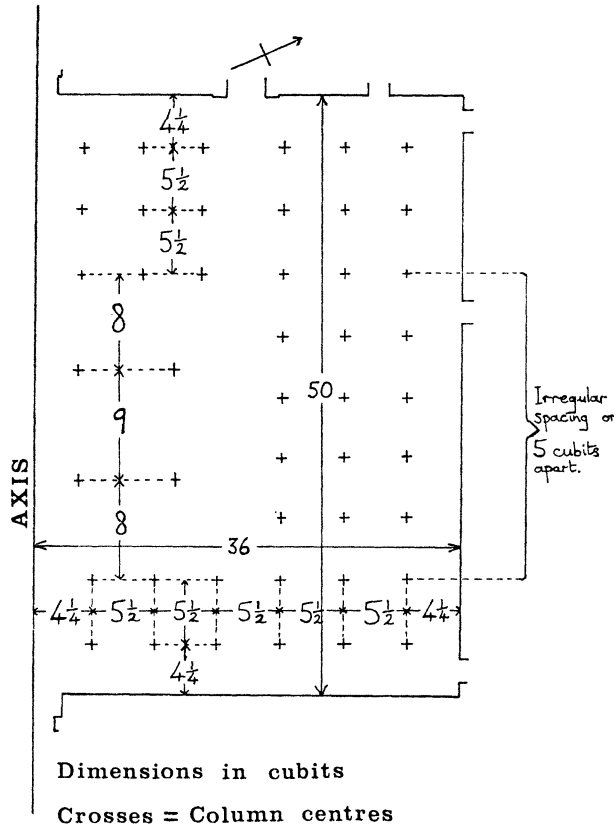 4¼
5½
5½
8
9
8
50
Irregular
spacing or
5 cubits
apart.
AXIS
36
4¼ 5½ 5½ 5½ 5½ 5½ 4¼
5½
4¼
Dimensions in cubits
Crosses = Column centres